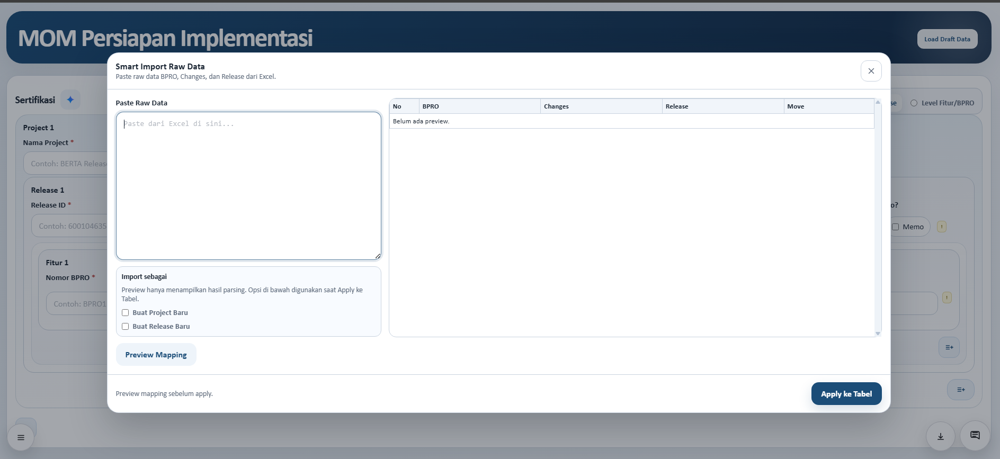 MOM Persiapan Implementasi
Load Draft Data
Smart Import Raw Data
Paste raw data BPRO, Changes, dan Release dari Excel.
Sertifikasi
se
Level Fitur/BPRO
Paste Raw Data
Paste dari Excel di sini...
No
BPRO
Changes
Release
Move
Belum ada preview.
Project 1
Nama Project *
Contoh: BERTA Release
Release 1
Release ID *
Contoh: 600104635
o?
Memo
!
Fitur 1
Nomor BPRO *
Contoh: BPRO1
!
Import sebagai
Preview hanya menampilkan hasil parsing. Opsi di bawah digunakan saat Apply ke
Tabel.
Buat Project Baru
Buat Release Baru
Preview Mapping
Preview mapping sebelum apply.
Apply ke Tabel